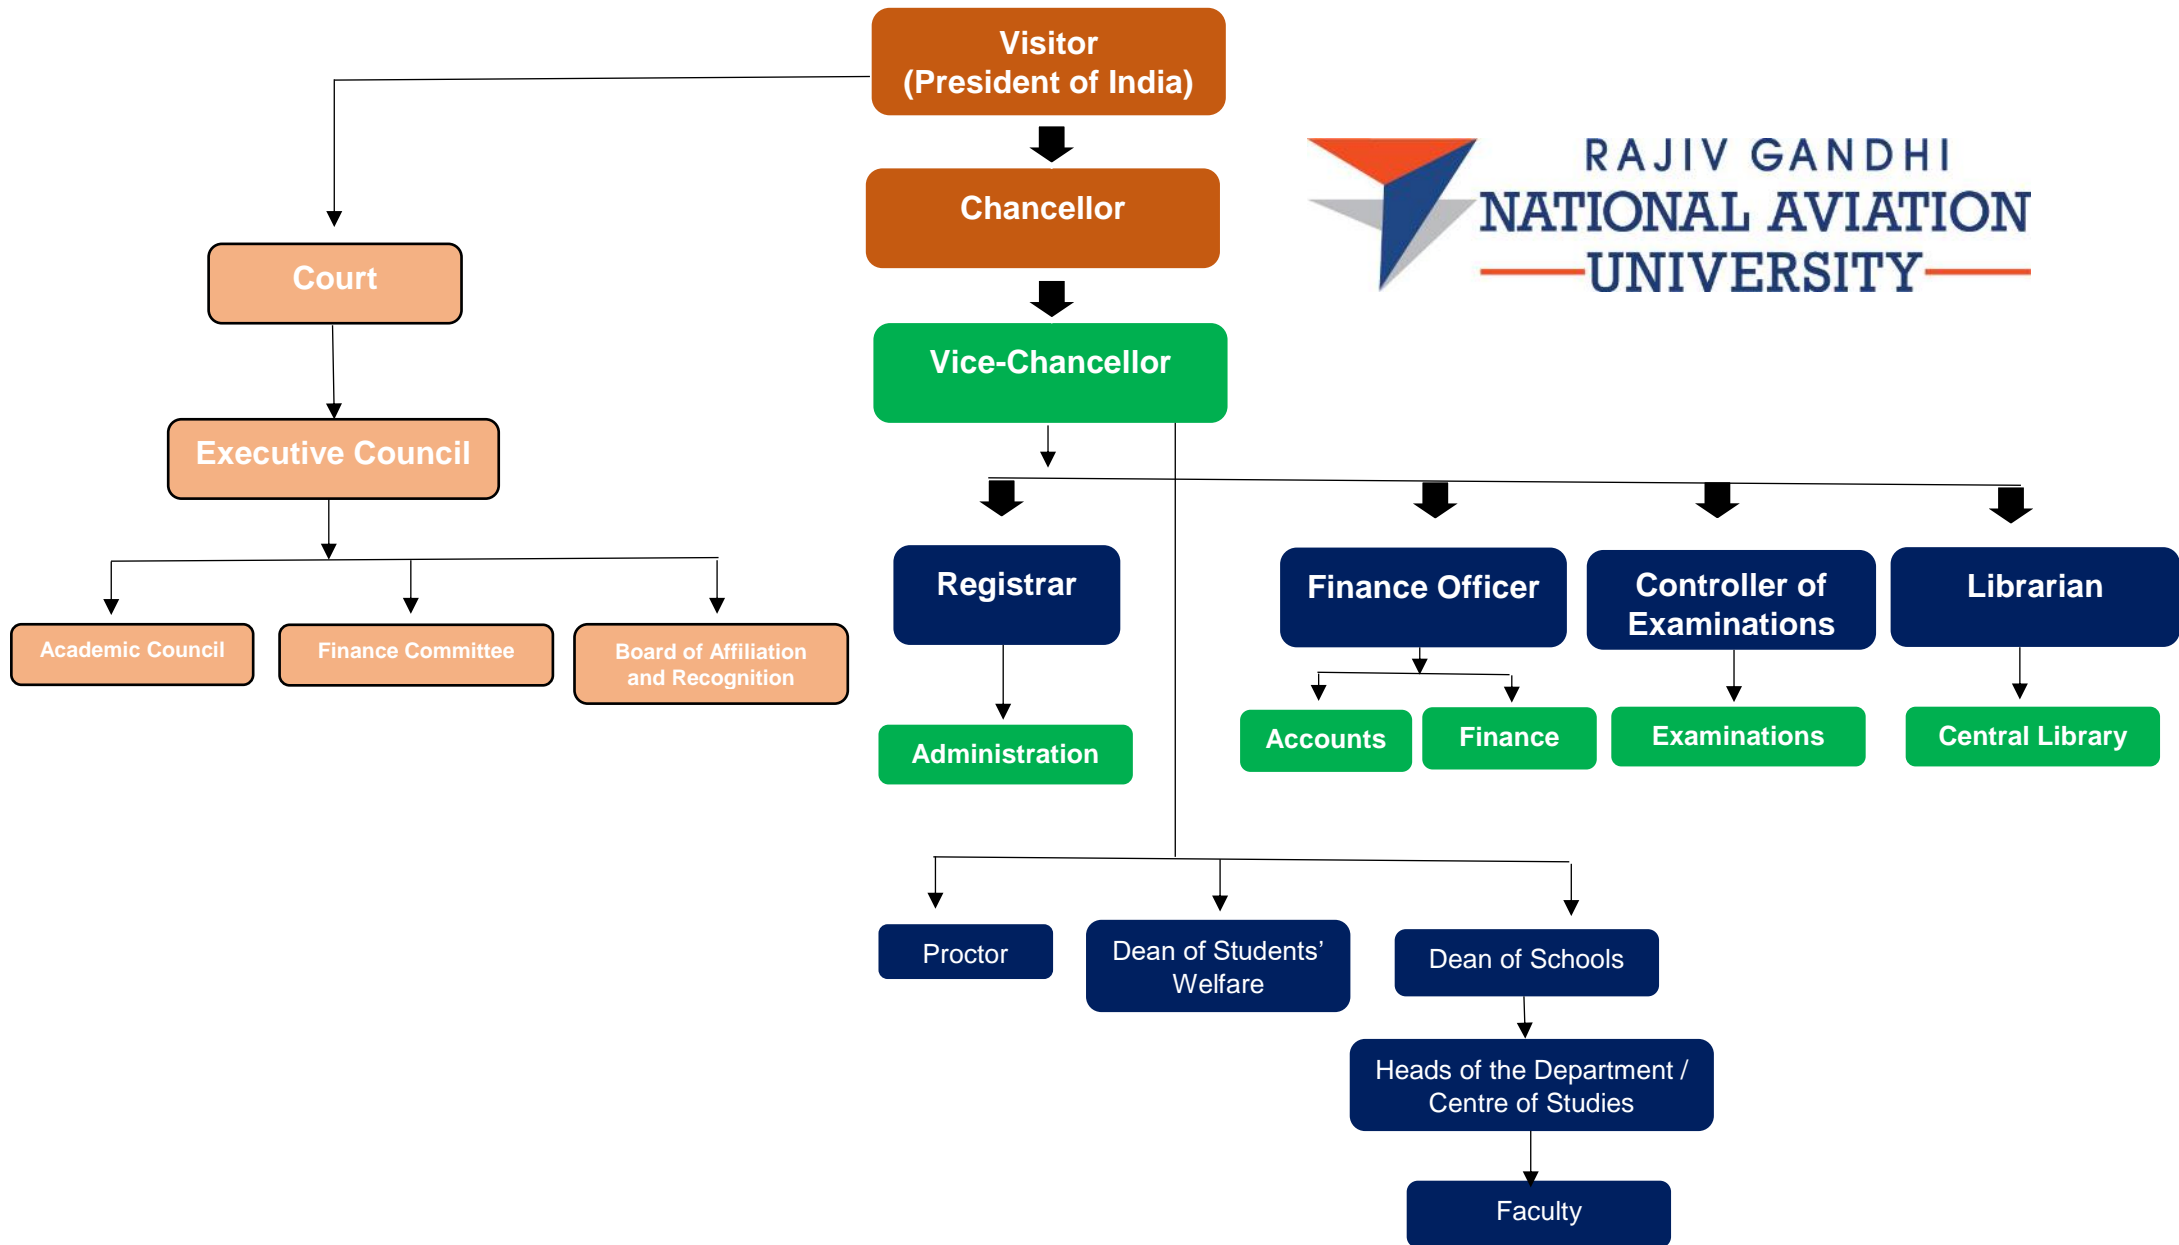 Visitor
(President of India)
RAJIV GANDHI
NATIONAL AVIATION
UNIVERSITY
Chancellor
Court
Vice-Chancellor
Executive Council
Registrar
Finance Officer
Controller of
Examinations
Librarian
Academic Council
Finance Committee
Board of Affiliation
and Recognition
Administration
Accounts
Finance
Examinations
Central Library
Proctor
Dean of Students’
Welfare
Dean of Schools
Heads of the Department /
Centre of Studies
Faculty